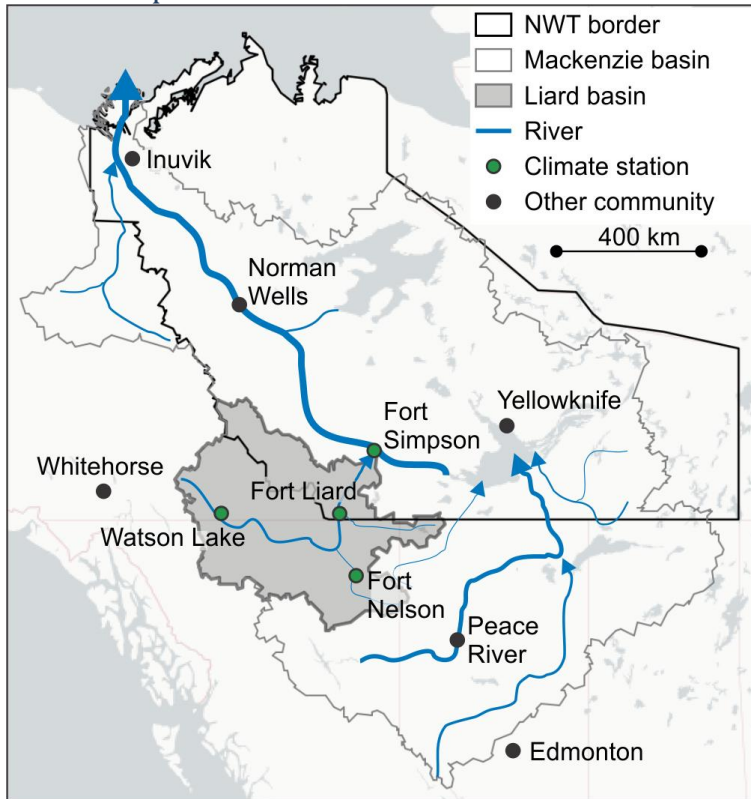 NWT border
Mackenzie basin
Liard basin
River
Climate station
Other community
400 km
Inuvik
Norman
Wells
Yellowknife
Fort
Simpson
Whitehorse
Fort Liard
Watson Lake
Fort
Nelson
Peace
River
Edmonton